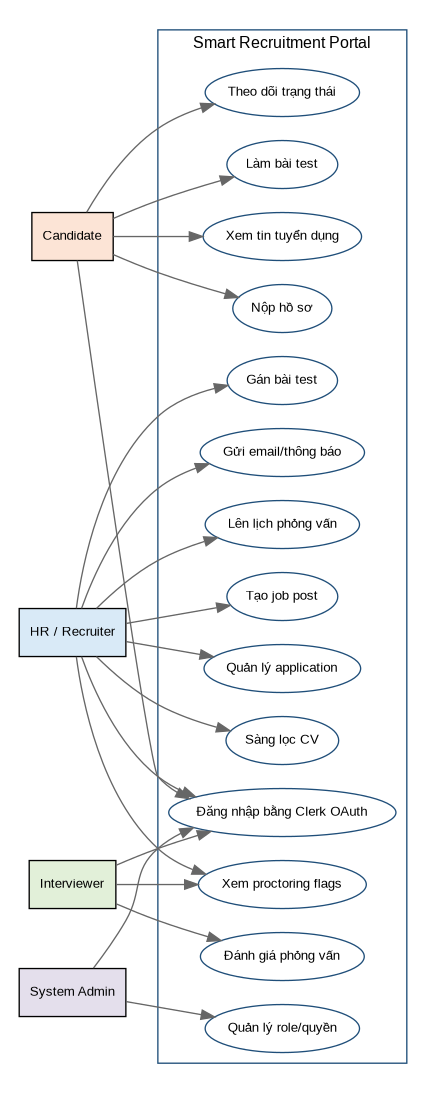 Smart Recruitment Portal
Theo dõi trạng thái
Làm bài test
Candidate
Xem tin tuyển dụng
Nộp hồ sơ
Gán bài test
Gửi email/thông báo
Lên lịch phỏng vấn
Tạo job post
HR / Recruiter
Quản lý application
Sàng lọc CV
Đăng nhập bằng Clerk OAuth
Interviewer
Xem proctoring flags
Đánh giá phỏng vấn
System Admin
Quản lý role/quyền